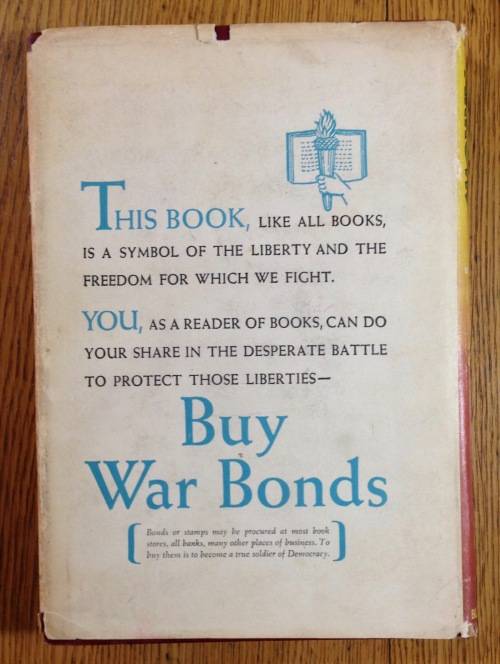 THIS BOOK, LIKE ALL BOOKS,
IS A SYMBOL OF THE LIBERTY AND THE
FREEDOM FOR WHICH WE FIGHT.
YOU, AS A READER OF BOOKS, CAN DO
YOUR SHARE IN THE DESPERATE BATTLE
TO PROTECT THOSE LIBERTIES—
Buy
War Bonds
[Bonds or stamps may be procured at most book
stores, all banks, many other places of business. To
buy them is to become a true soldier of Democracy.]